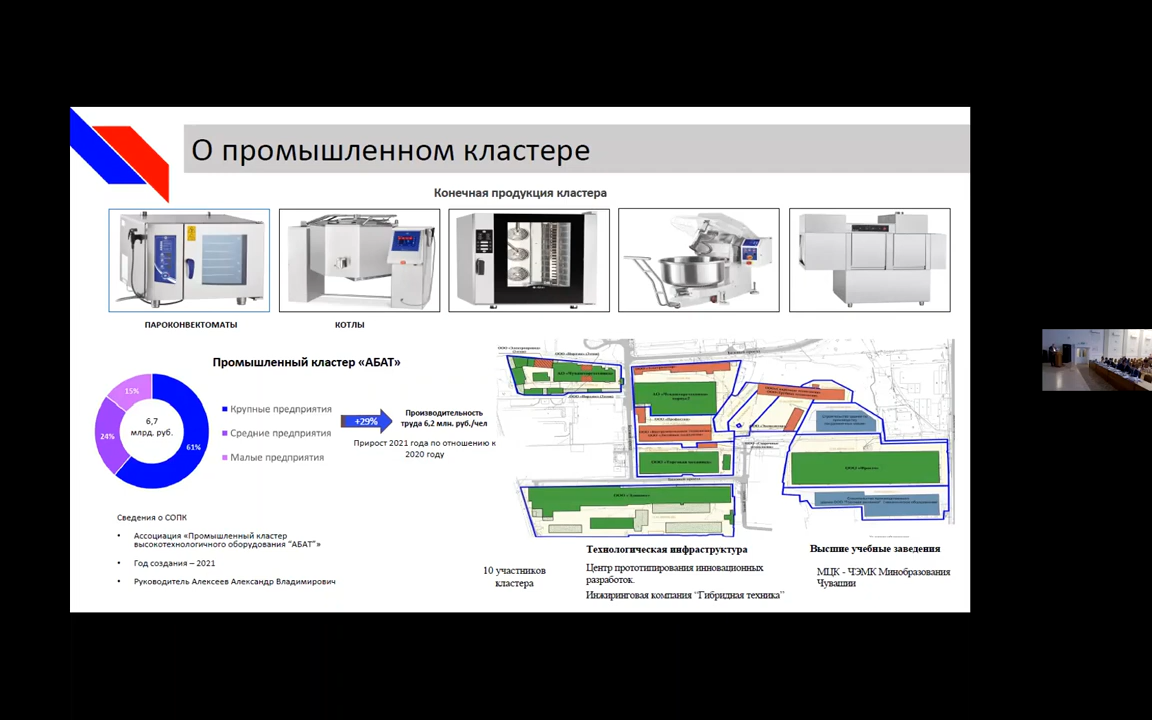 О промышленном кластере
Конечная продукция кластера
ПАРОКОНВЕКТОМАТЫ
КОТЛЫ
Промышленный кластер «АБАТ»
15%
24%
61%
6,7
млрд. руб.
Крупные предприятия
Средние предприятия
Малые предприятия
+29%
Производительность
труда 6,2 млн. руб./чел
Прирост 2021 года по отношению к
2020 году
Сведения о СОПК
• Ассоциация «Промышленный кластер
высокотехнологичного оборудования "АБАТ"»
• Год создания – 2021
• Руководитель Алексеев Александр Владимирович
10 участников
кластера
Технологическая инфраструктура
Центр прототипирования инновационных
разработок.
Инжиниринговая компания "Гибридная техника"
Высшие учебные заведения
МЦК - ЧЭМК Минобразования
Чувашии